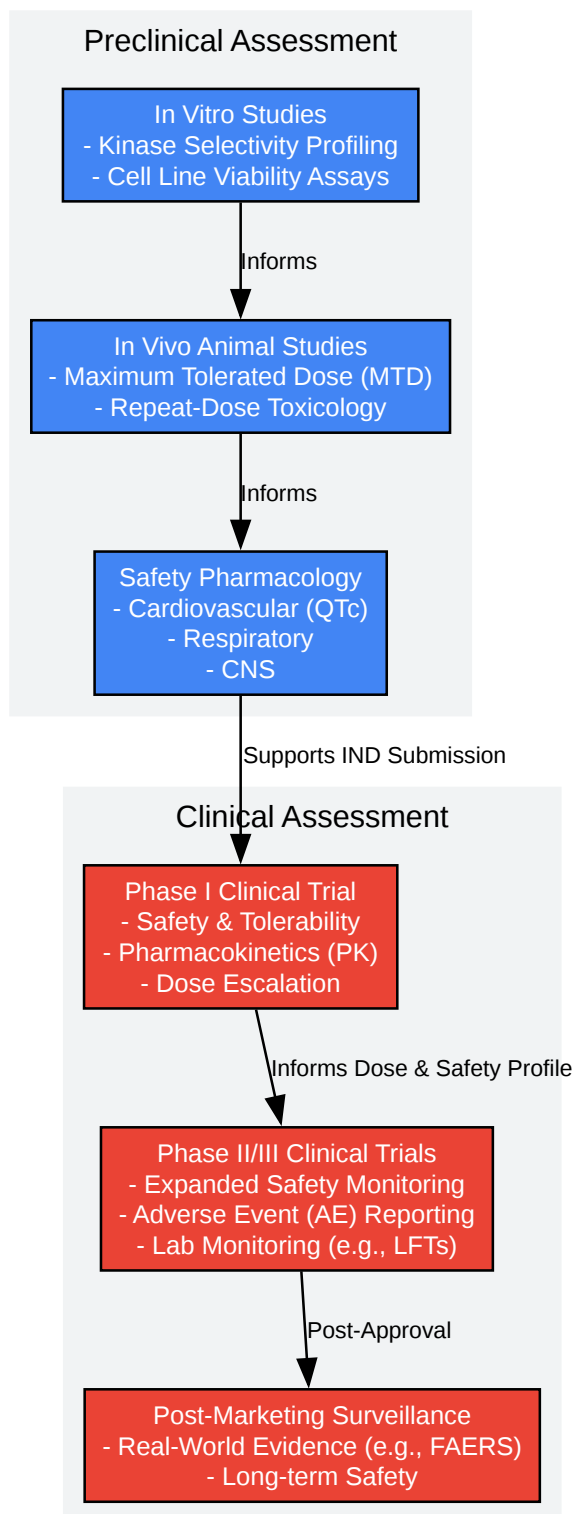 Preclinical Assessment
In Vitro Studies
- Kinase Selectivity Profiling
- Cell Line Viability Assays
Informs
In Vivo Animal Studies
- Maximum Tolerated Dose (MTD)
- Repeat-Dose Toxicology
Informs
Safety Pharmacology
- Cardiovascular (QTc)
- Respiratory
- CNS
Supports IND Submission
Clinical Assessment
Phase I Clinical Trial
- Safety & Tolerability
- Pharmacokinetics (PK)
- Dose Escalation
Informs Dose & Safety Profile
Phase II/III Clinical Trials
- Expanded Safety Monitoring
- Adverse Event (AE) Reporting
- Lab Monitoring (e.g., LFTs)
Post-Approval
Post-Marketing Surveillance
- Real-World Evidence (e.g., FAERS)
- Long-term Safety